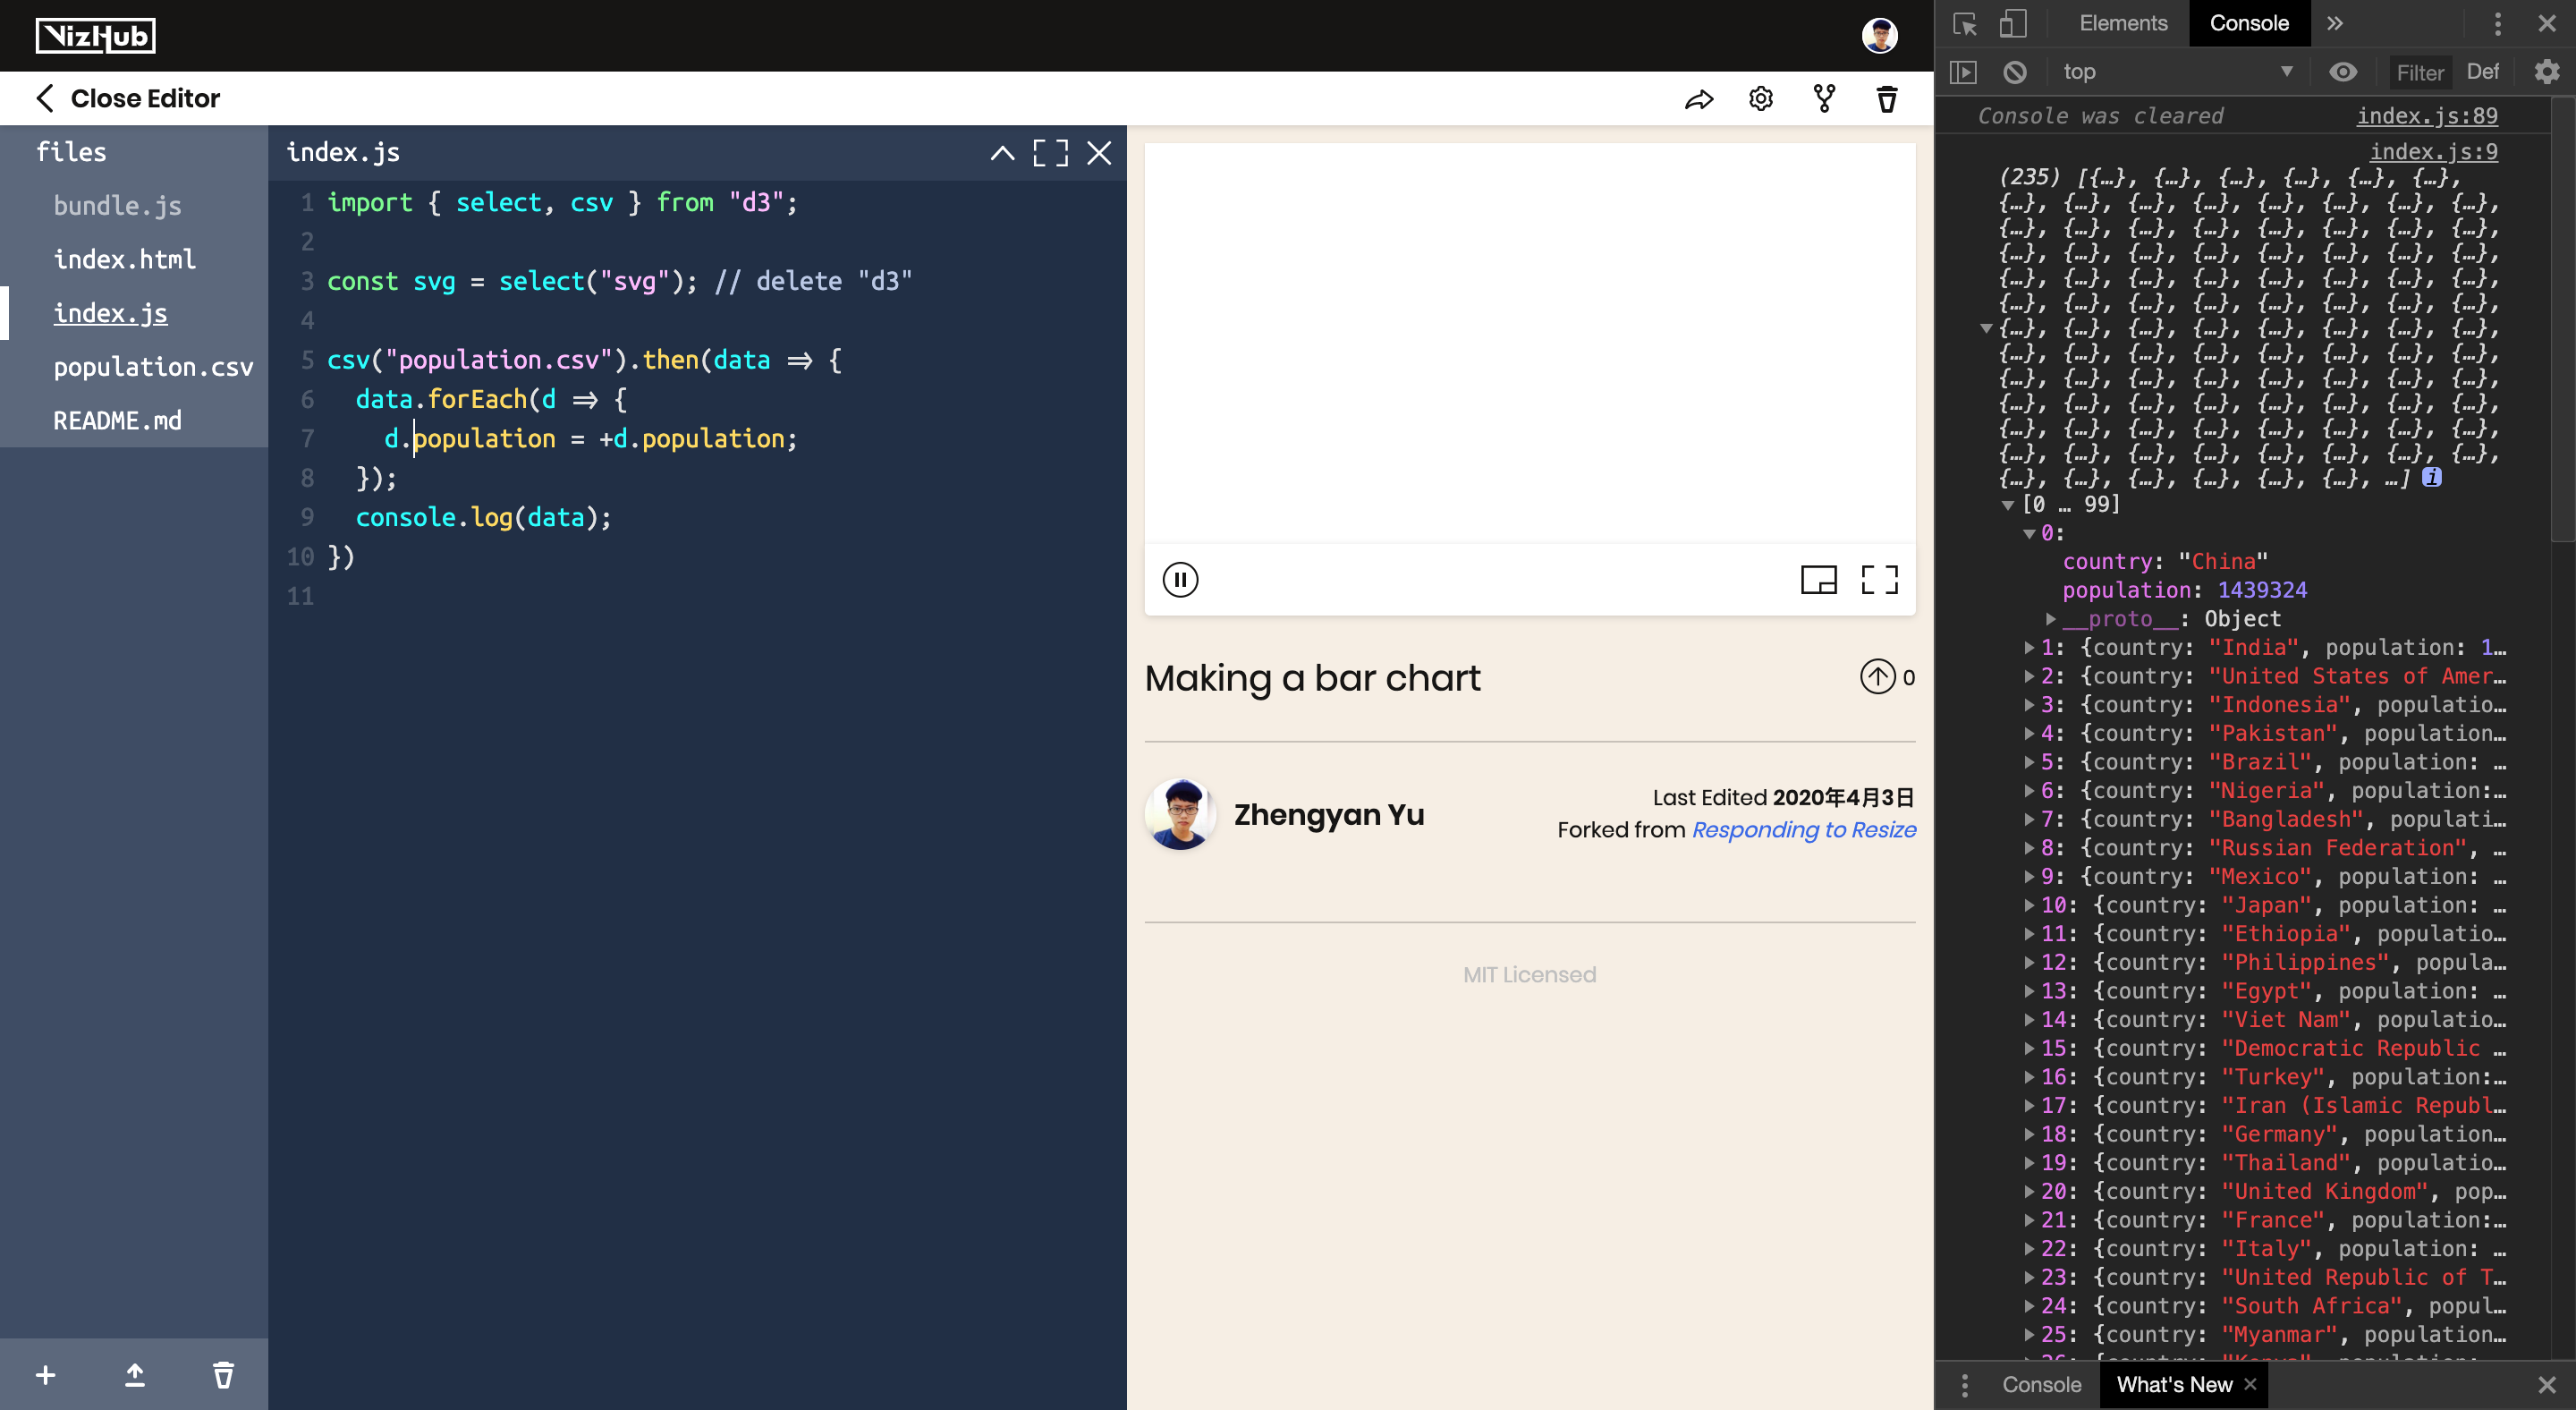 VizHub
Close Editor
files
bundle.js
index.html
index.js
population.csv
README.md
index.js
1 import { select, csv } from "d3";
2
3 const svg = select("svg"); // delete "d3"
4
5 csv("population.csv").then(data => {
6 data.forEach(d => {
7 d.population = +d.population;
8 });
9 console.log(data);
10 })
11
Making a bar chart
0
Zhengyan Yu
Last Edited 2020年4月3日
Forked from Responding to Resize
MIT Licensed
Elements Console »
top Filter Def
Console was cleared index.js:89
index.js:9
(235) [{…}, {…}, {…}, {…}, {…}, {…},
{…}, {…}, {…}, {…}, {…}, {…}, {…}, {…},
{…}, {…}, {…}, {…}, {…}, {…}, {…}, {…},
{…}, {…}, {…}, {…}, {…}, {…}, {…}, {…},
{…}, {…}, {…}, {…}, {…}, {…}, {…}, {…},
{…}, {…}, {…}, {…}, {…}, {…}, {…}, {…},
{…}, {…}, {…}, {…}, {…}, {…}, {…}, {…},
{…}, {…}, {…}, {…}, {…}, {…}, {…}, {…},
{…}, {…}, {…}, {…}, {…}, {…}, {…}, {…},
{…}, {…}, {…}, {…}, {…}, {…}, {…}, {…},
{…}, {…}, {…}, {…}, {…}, {…}, {…}, {…},
{…}, {…}, {…}, {…}, {…}, {…}, {…}, {…},
{…}, {…}, {…}, {…}, {…}, {…}, …] i
[0 … 99]
0:
country: "China"
population: 1439324
__proto__: Object
1: {country: "India", population: 1…
2: {country: "United States of Amer…
3: {country: "Indonesia", populatio…
4: {country: "Pakistan", population…
5: {country: "Brazil", population: …
6: {country: "Nigeria", population:…
7: {country: "Bangladesh", populati…
8: {country: "Russian Federation", …
9: {country: "Mexico", population: …
10: {country: "Japan", population: …
11: {country: "Ethiopia", populatio…
12: {country: "Philippines", popula…
13: {country: "Egypt", population: …
14: {country: "Viet Nam", populatio…
15: {country: "Democratic Republic …
16: {country: "Turkey", population:…
17: {country: "Iran (Islamic Republ…
18: {country: "Germany", population…
19: {country: "Thailand", populatio…
20: {country: "United Kingdom", pop…
21: {country: "France", population:…
22: {country: "Italy", population: …
23: {country: "United Republic of T…
24: {country: "South Africa", popul…
25: {country: "Myanmar", population…
Console What's New